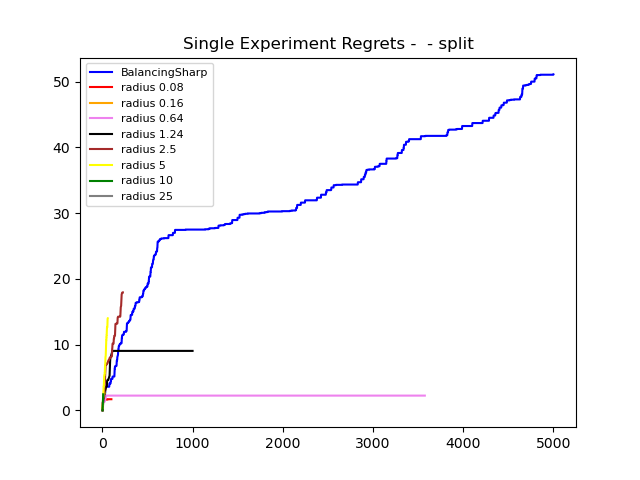 Single Experiment Regrets -  - split
BalancingSharp
radius 0.08
radius 0.16
radius 0.64
radius 1.24
radius 2.5
radius 5
radius 10
radius 25
50
40
30
20
10
0
0 1000 2000 3000 4000 5000